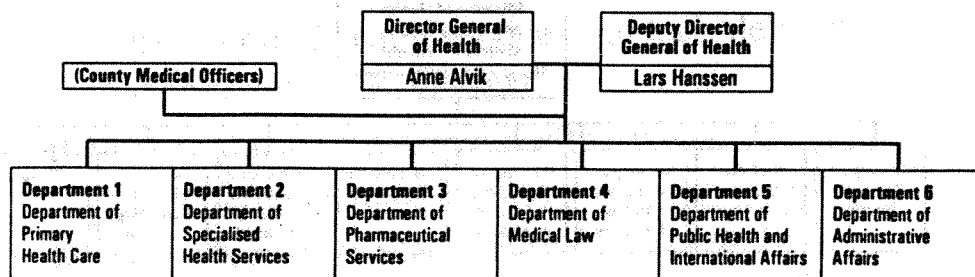 Director General
of Health
Anne Alvik
Deputy Director
General of Health
Lars Hanssen
(County Medical Officers)
Department 1
Department of
Primary
Health Care
Department 2
Department of
Specialised
Health Services
Department 3
Department of
Pharmaceutical
Services
Department 4
Department of
Medical Law
Department 5
Department of
Public Health and
International Affairs
Department 6
Department of
Administrative
Affairs